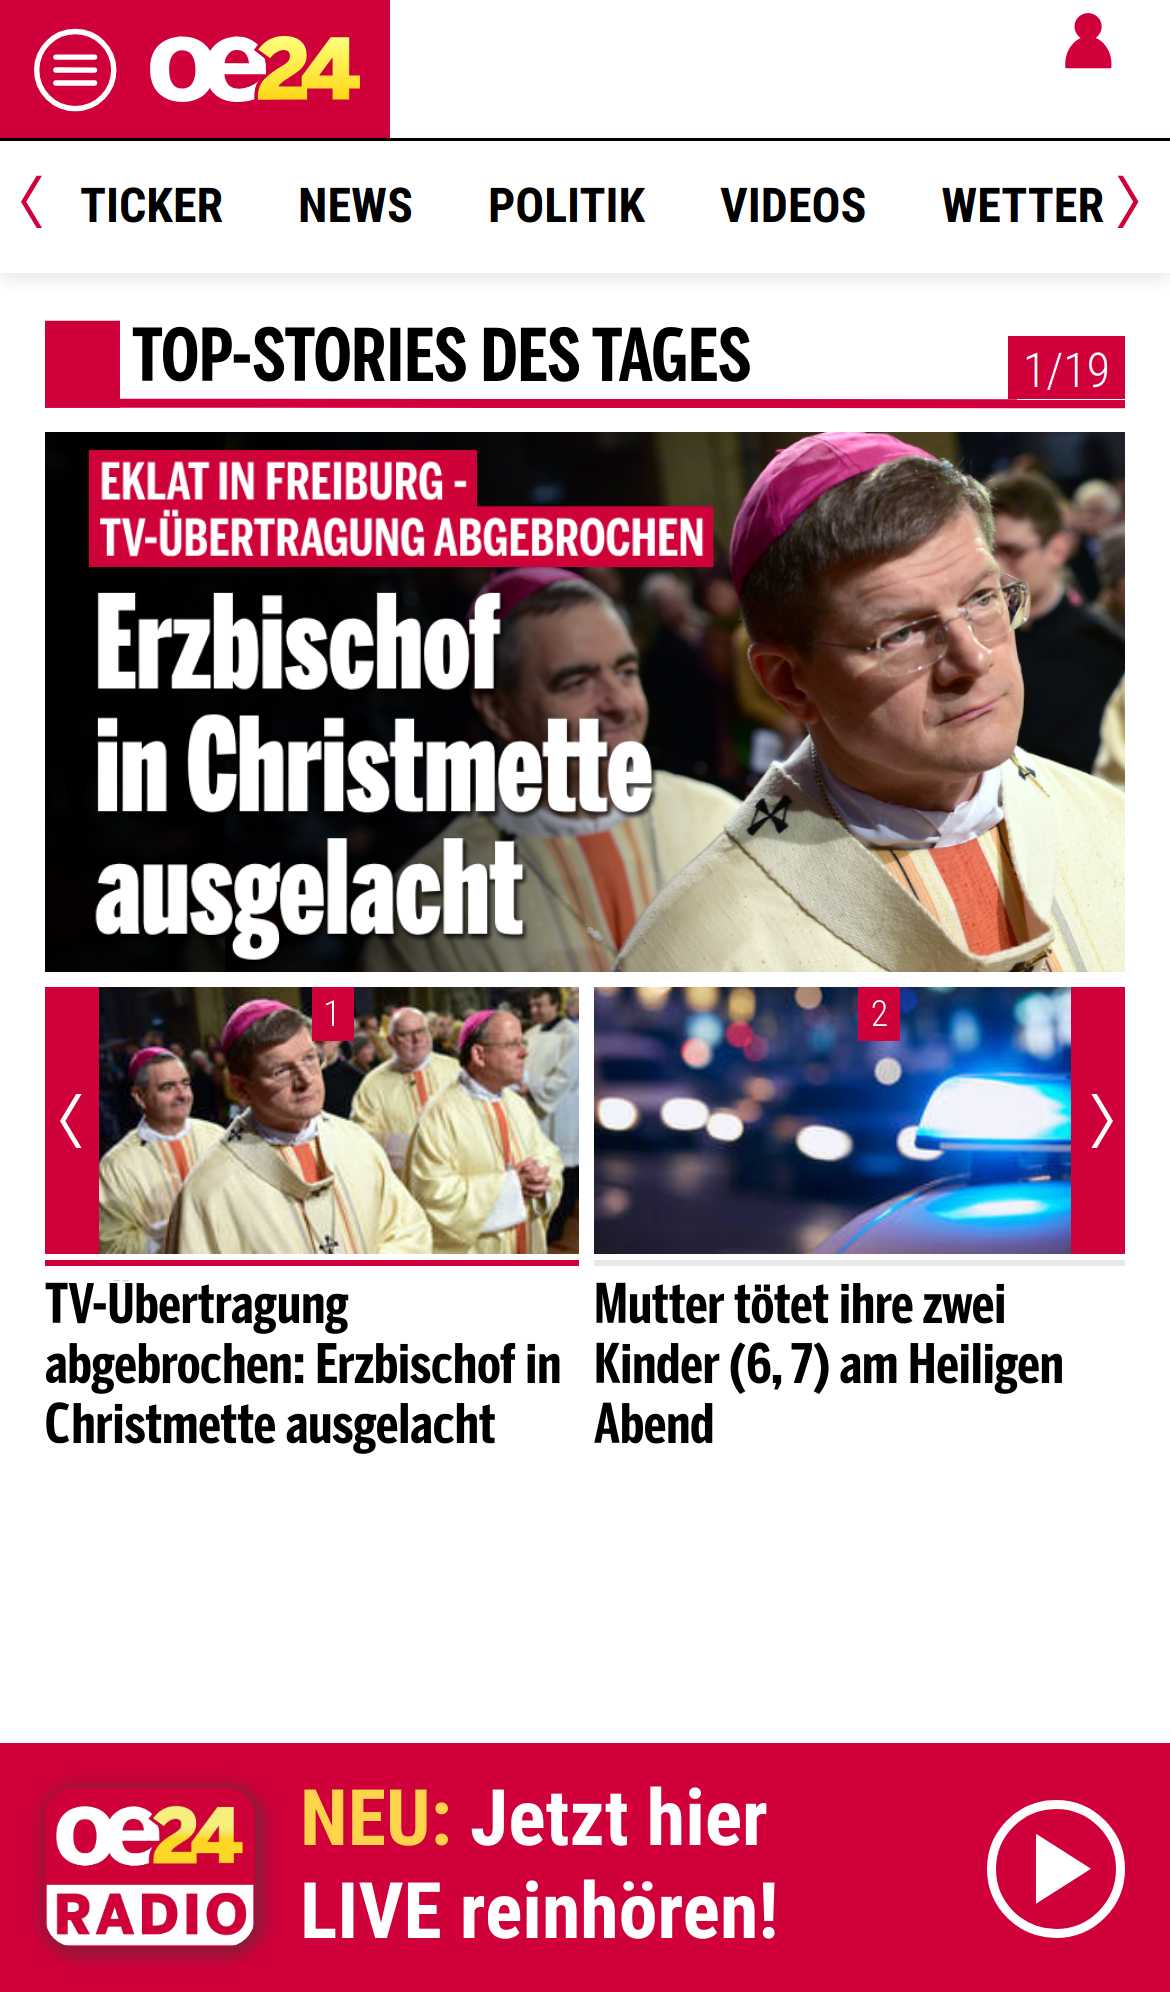 oe24
TICKER NEWS POLITIK VIDEOS WETTER
TOP-STORIES DES TAGES
1/19
EKLAT IN FREIBURG -
TV-ÜBERTRAGUNG ABGEBROCHEN
Erzbischof
in Christmette
ausgelacht
1
TV-Übertragung
abgebrochen: Erzbischof in
Christmette ausgelacht
2
Mutter tötet ihre zwei
Kinder (6, 7) am Heiligen
Abend
oe24
RADIO
NEU: Jetzt hier
LIVE reinhören!